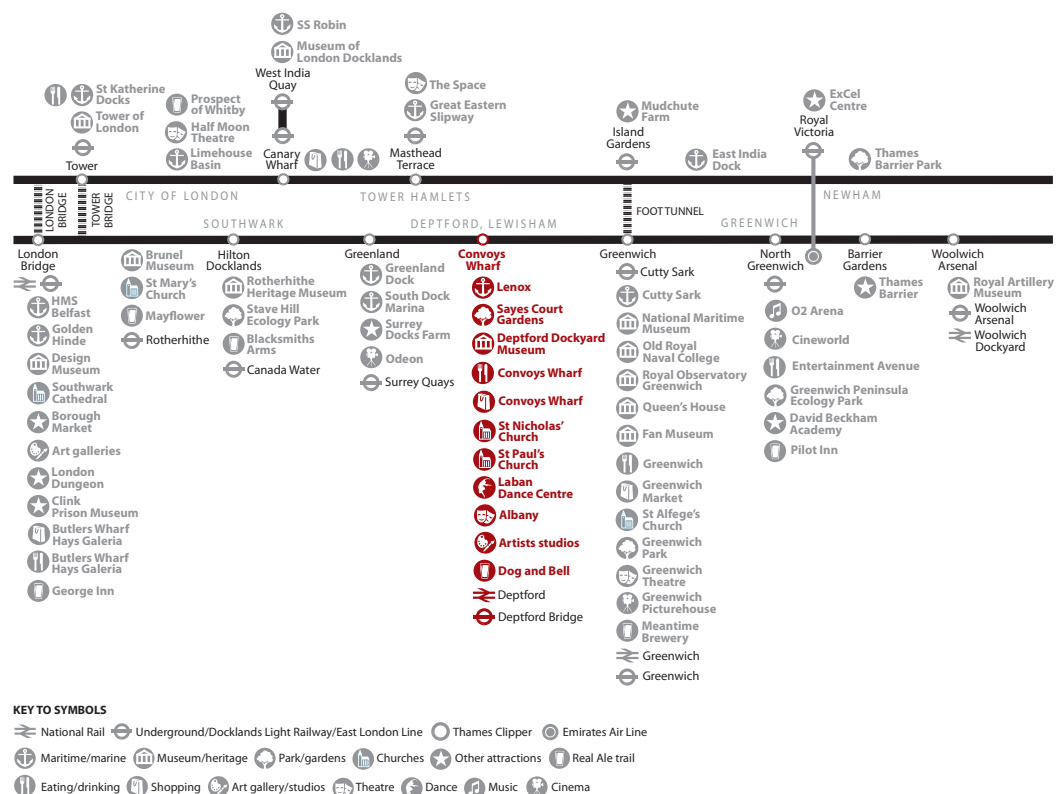 SS Robin
Museum of
London Docklands
West India
Quay
St Katherine
Docks
Tower of
London
Tower
Prospect
of Whitby
Half Moon
Theatre
Limehouse
Basin
Canary
Wharf
The Space
Great Eastern
Slipway
Masthead
Terrace
Mudchute
Farm
Island
Gardens
East India
Dock
ExCel
Centre
Royal
Victoria
Thames
Barrier Park
LONDON
BRIDGE
TOWER
BRIDGE
CITY OF LONDON
TOWER HAMLETS
NEWHAM
SOUTHWARK
DEPTFORD, LEWISHAM
FOOT TUNNEL
GREENWICH
London
Bridge
HMS
Belfast
Golden
Hinde
Design
Museum
Southwark
Cathedral
Borough
Market
Art galleries
London
Dungeon
Clink
Prison Museum
Butlers Wharf
Hays Galeria
Butlers Wharf
Hays Galeria
George Inn
Brunel
Museum
St Mary's
Church
Mayflower
Rotherhithe
Hilton
Docklands
Rotherhithe
Heritage Museum
Stave Hill
Ecology Park
Blacksmiths
Arms
Canada Water
Greenland
Greenland
Dock
South Dock
Marina
Surrey
Docks Farm
Odeon
Surrey Quays
Convoys
Wharf
Lenox
Sayes Court
Gardens
Deptford Dockyard
Museum
Convoys Wharf
Convoys Wharf
St Nicholas'
Church
St Paul's
Church
Laban
Dance Centre
Albany
Artists studios
Dog and Bell
Deptford
Deptford Bridge
Greenwich
Cutty Sark
Cutty Sark
National Maritime
Museum
Old Royal
Naval College
Royal Observatory
Greenwich
Queen's House
Fan Museum
Greenwich
Greenwich
Market
St Alfege's
Church
Greenwich
Park
Greenwich
Theatre
Greenwich
Picturehouse
Meantime
Brewery
Greenwich
Greenwich
North
Greenwich
O2 Arena
Cineworld
Entertainment Avenue
Greenwich Peninsula
Ecology Park
David Beckham
Academy
Pilot Inn
Barrier
Gardens
Thames
Barrier
Woolwich
Arsenal
Royal Artillery
Museum
Woolwich
Arsenal
Woolwich
Dockyard
KEY TO SYMBOLS
National Rail Underground/Docklands Light Railway/East London Line Thames Clipper Emirates Air Line
Maritime/marine Museum/heritage Park/gardens Churches Other attractions Real Ale trail
Eating/drinking Shopping Art gallery/studios Theatre Dance Music Cinema